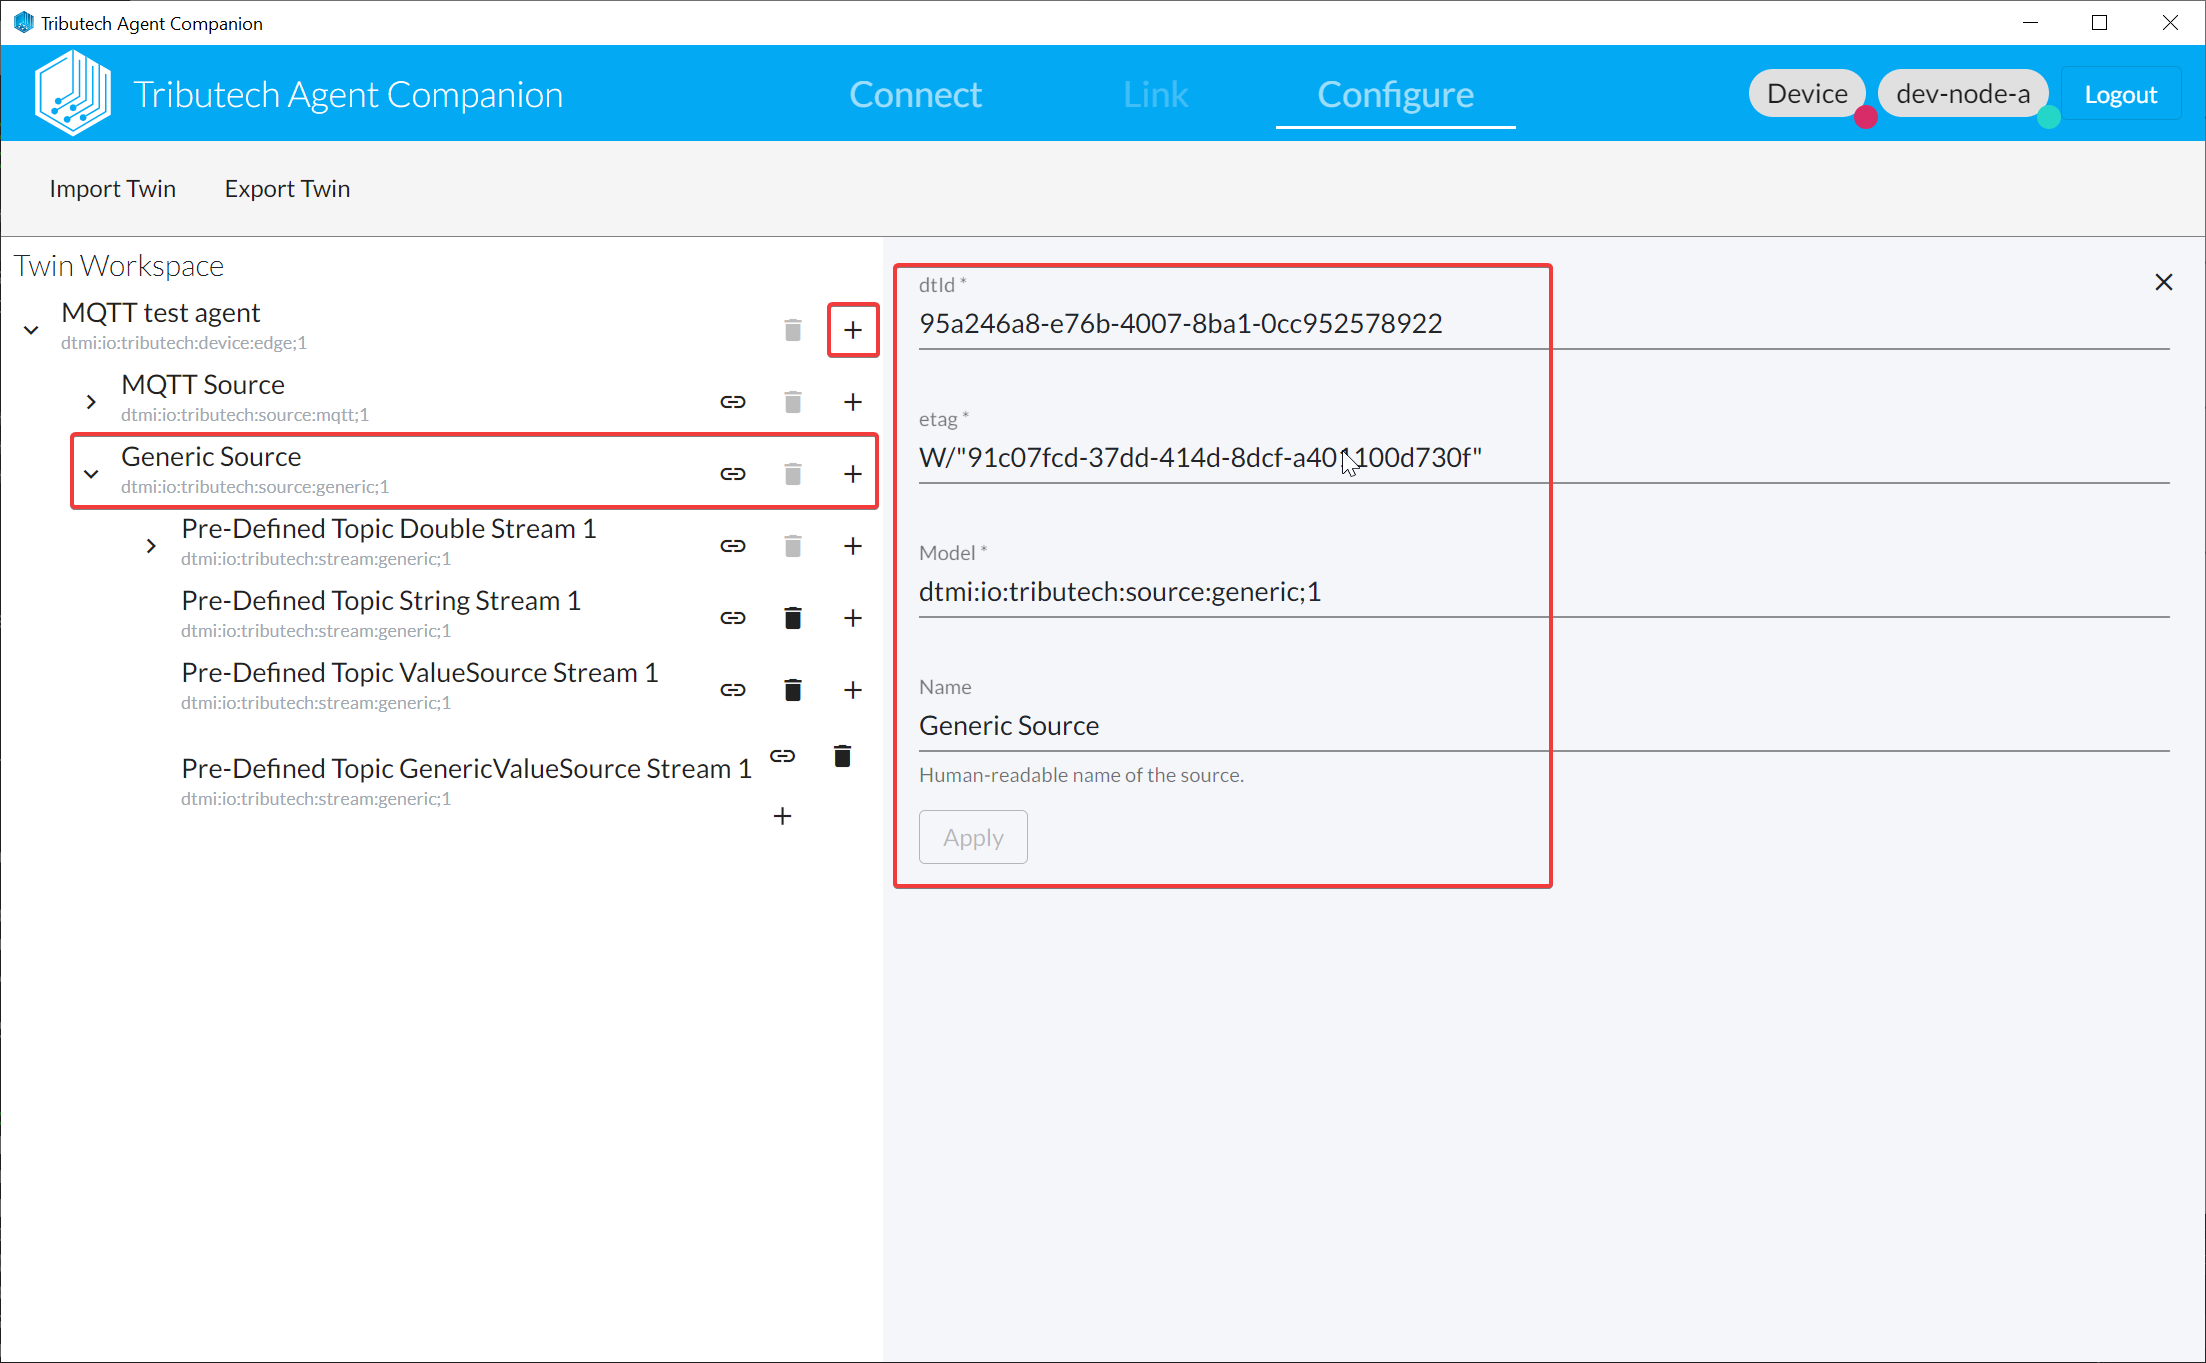 Tributech Agent Companion
Tributech Agent Companion
Connect
Link
Configure
Device
dev-node-a
Logout
Import Twin
Export Twin
Twin Workspace
MQTT test agent
dtmi:io:tributech:device:edge;1
MQTT Source
dtmi:io:tributech:source:mqtt;1
Generic Source
dtmi:io:tributech:source:generic;1
Pre-Defined Topic Double Stream 1
dtmi:io:tributech:stream:generic;1
Pre-Defined Topic String Stream 1
dtmi:io:tributech:stream:generic;1
Pre-Defined Topic ValueSource Stream 1
dtmi:io:tributech:stream:generic;1
Pre-Defined Topic GenericValueSource Stream 1
dtmi:io:tributech:stream:generic;1
dtId *
95a246a8-e76b-4007-8ba1-0cc952578922
etag *
W/"91c07fcd-37dd-414d-8dcf-a401100d730f"
Model *
dtmi:io:tributech:source:generic;1
Name
Generic Source
Human-readable name of the source.
Apply